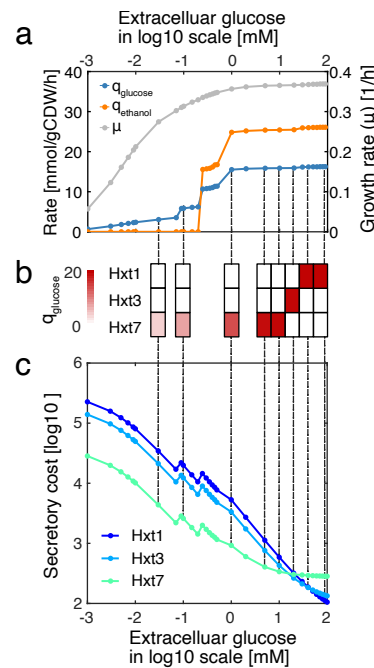 a
Extracelluar glucose
in log10 scale [mM]
-3 -2 -1 0 1 2
40 0.4
30 0.3
20 0.2
10 0.1
0 0
Rate [mmol/gCDW/h]
Growth rate (μ) [1/h]
qglucose
qethanol
μ
b
20
0
qglucose
Hxt1
Hxt3
Hxt7
c
6
5
4
3
2
Secretory cost [log10]
Hxt1
Hxt3
Hxt7
-3 -2 -1 0 1 2
Extracelluar glucose
in log10 scale [mM]